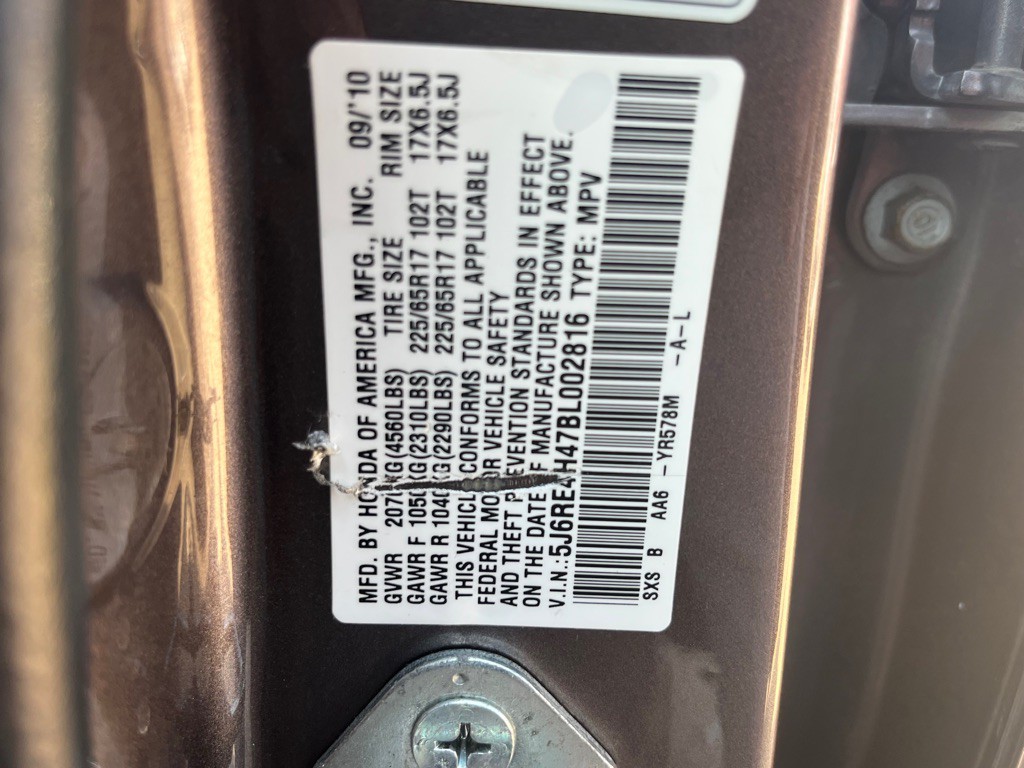 MFD. BY HONDA OF AMERICA MFG., INC. 09/'10
GVWR 2070KG(4560LBS) TIRE SIZE RIM SIZE
GAWR F 1050KG(2310LBS) 225/65R17 102T 17X6.5J
GAWR R 1040KG(2290LBS) 225/65R17 102T 17X6.5J
THIS VEHICLE CONFORMS TO ALL APPLICABLE
FEDERAL MOTOR VEHICLE SAFETY
AND THEFT PREVENTION STANDARDS IN EFFECT
ON THE DATE OF MANUFACTURE SHOWN ABOVE.
V.I.N.:5J6RE4H47BL002816 TYPE: MPV
SXS B AA6 - YR578M - A - L